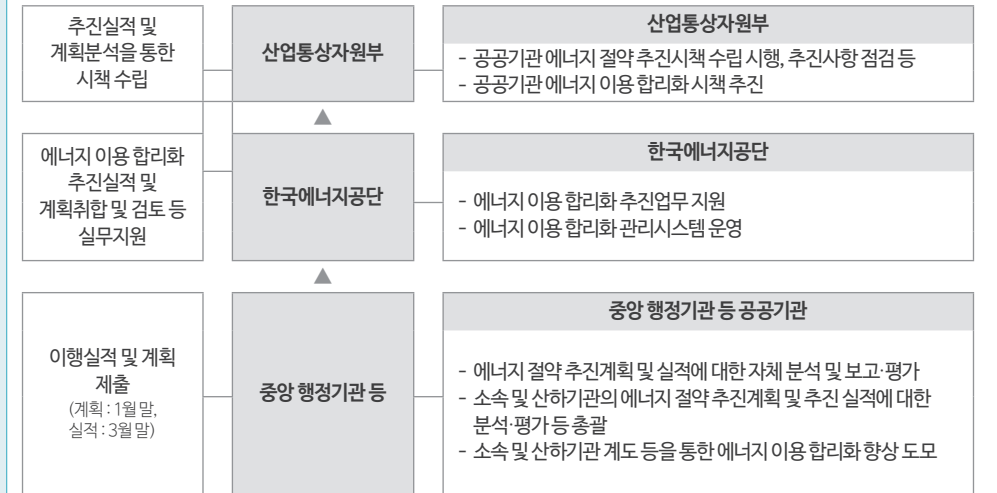 추진실적 및
계획분석을 통한
시책 수립
산업통상자원부
산업통상자원부
- 공공기관 에너지 절약 추진시책 수립 시행, 추진사항 점검 등
- 공공기관 에너지 이용 합리화 시책 추진
▲
에너지 이용 합리화
추진실적 및
계획취합 및 검토 등
실무지원
한국에너지공단
한국에너지공단
- 에너지 이용 합리화 추진업무 지원
- 에너지 이용 합리화 관리시스템 운영
▲
이행실적 및 계획
제출
(계획 : 1월 말,
실적 : 3월 말)
중앙 행정기관 등
중앙 행정기관 등 공공기관
- 에너지 절약 추진계획 및 실적에 대한 자체 분석 및 보고·평가
- 소속 및 산하기관의 에너지 절약 추진계획 및 추진 실적에 대한
분석·평가 등 총괄
- 소속 및 산하기관 계도 등을 통한 에너지 이용 합리화 향상 도모